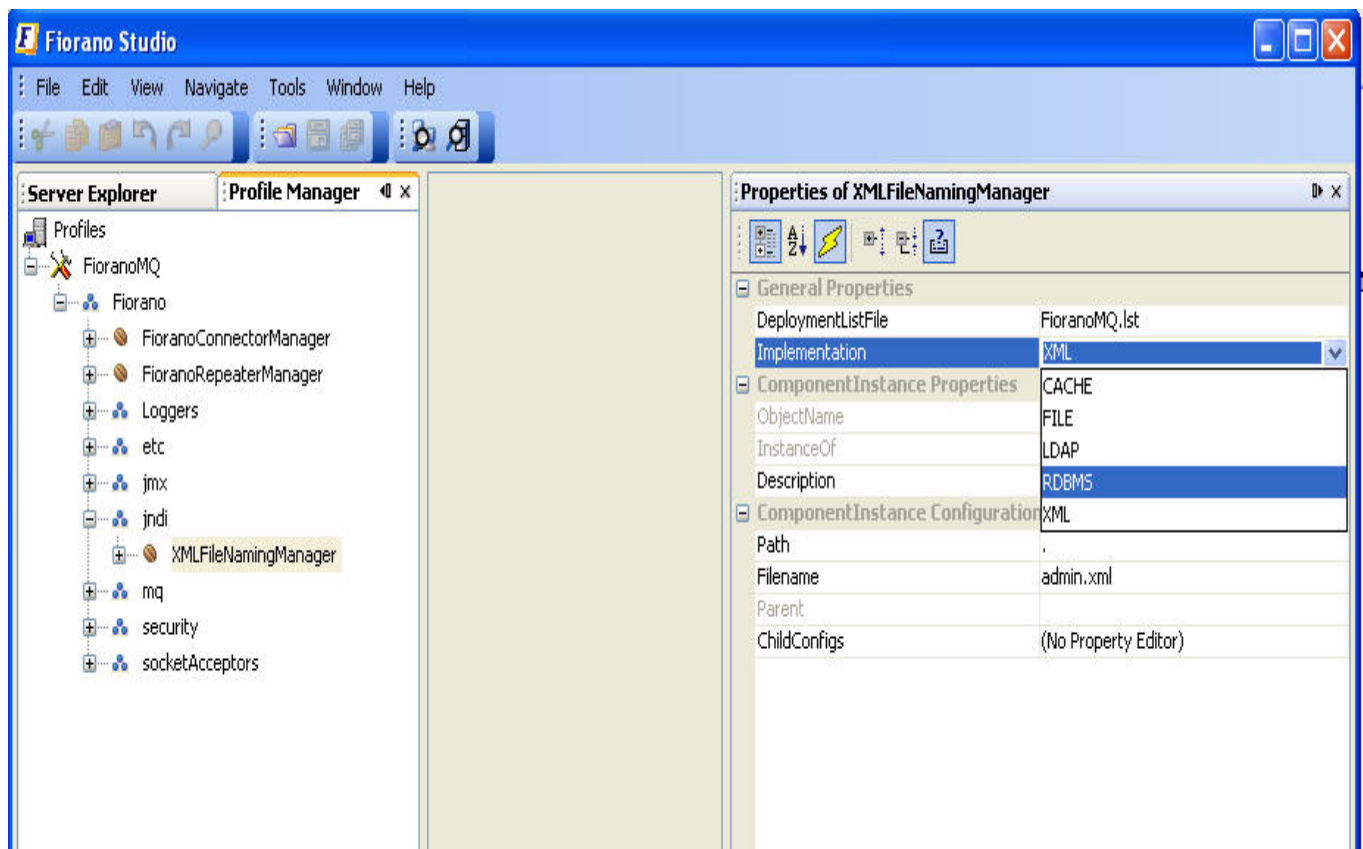 Fiorano Studio
File Edit View Navigate Tools Window Help
Server Explorer
Profile Manager
Profiles
FioranoMQ
Fiorano
FioranoConnectorManager
FioranoRepeaterManager
Loggers
etc
jmx
jndi
XMLFileNamingManager
mq
security
socketAcceptors
Properties of XMLFileNamingManager
General Properties
DeploymentListFile FioranoMQ.lst
Implementation XML
CACHE
FILE
LDAP
RDBMS
XML
ComponentInstance Properties
ObjectName
InstanceOf
Description
ComponentInstance Configuration
Path .
Filename admin.xml
Parent
ChildConfigs (No Property Editor)